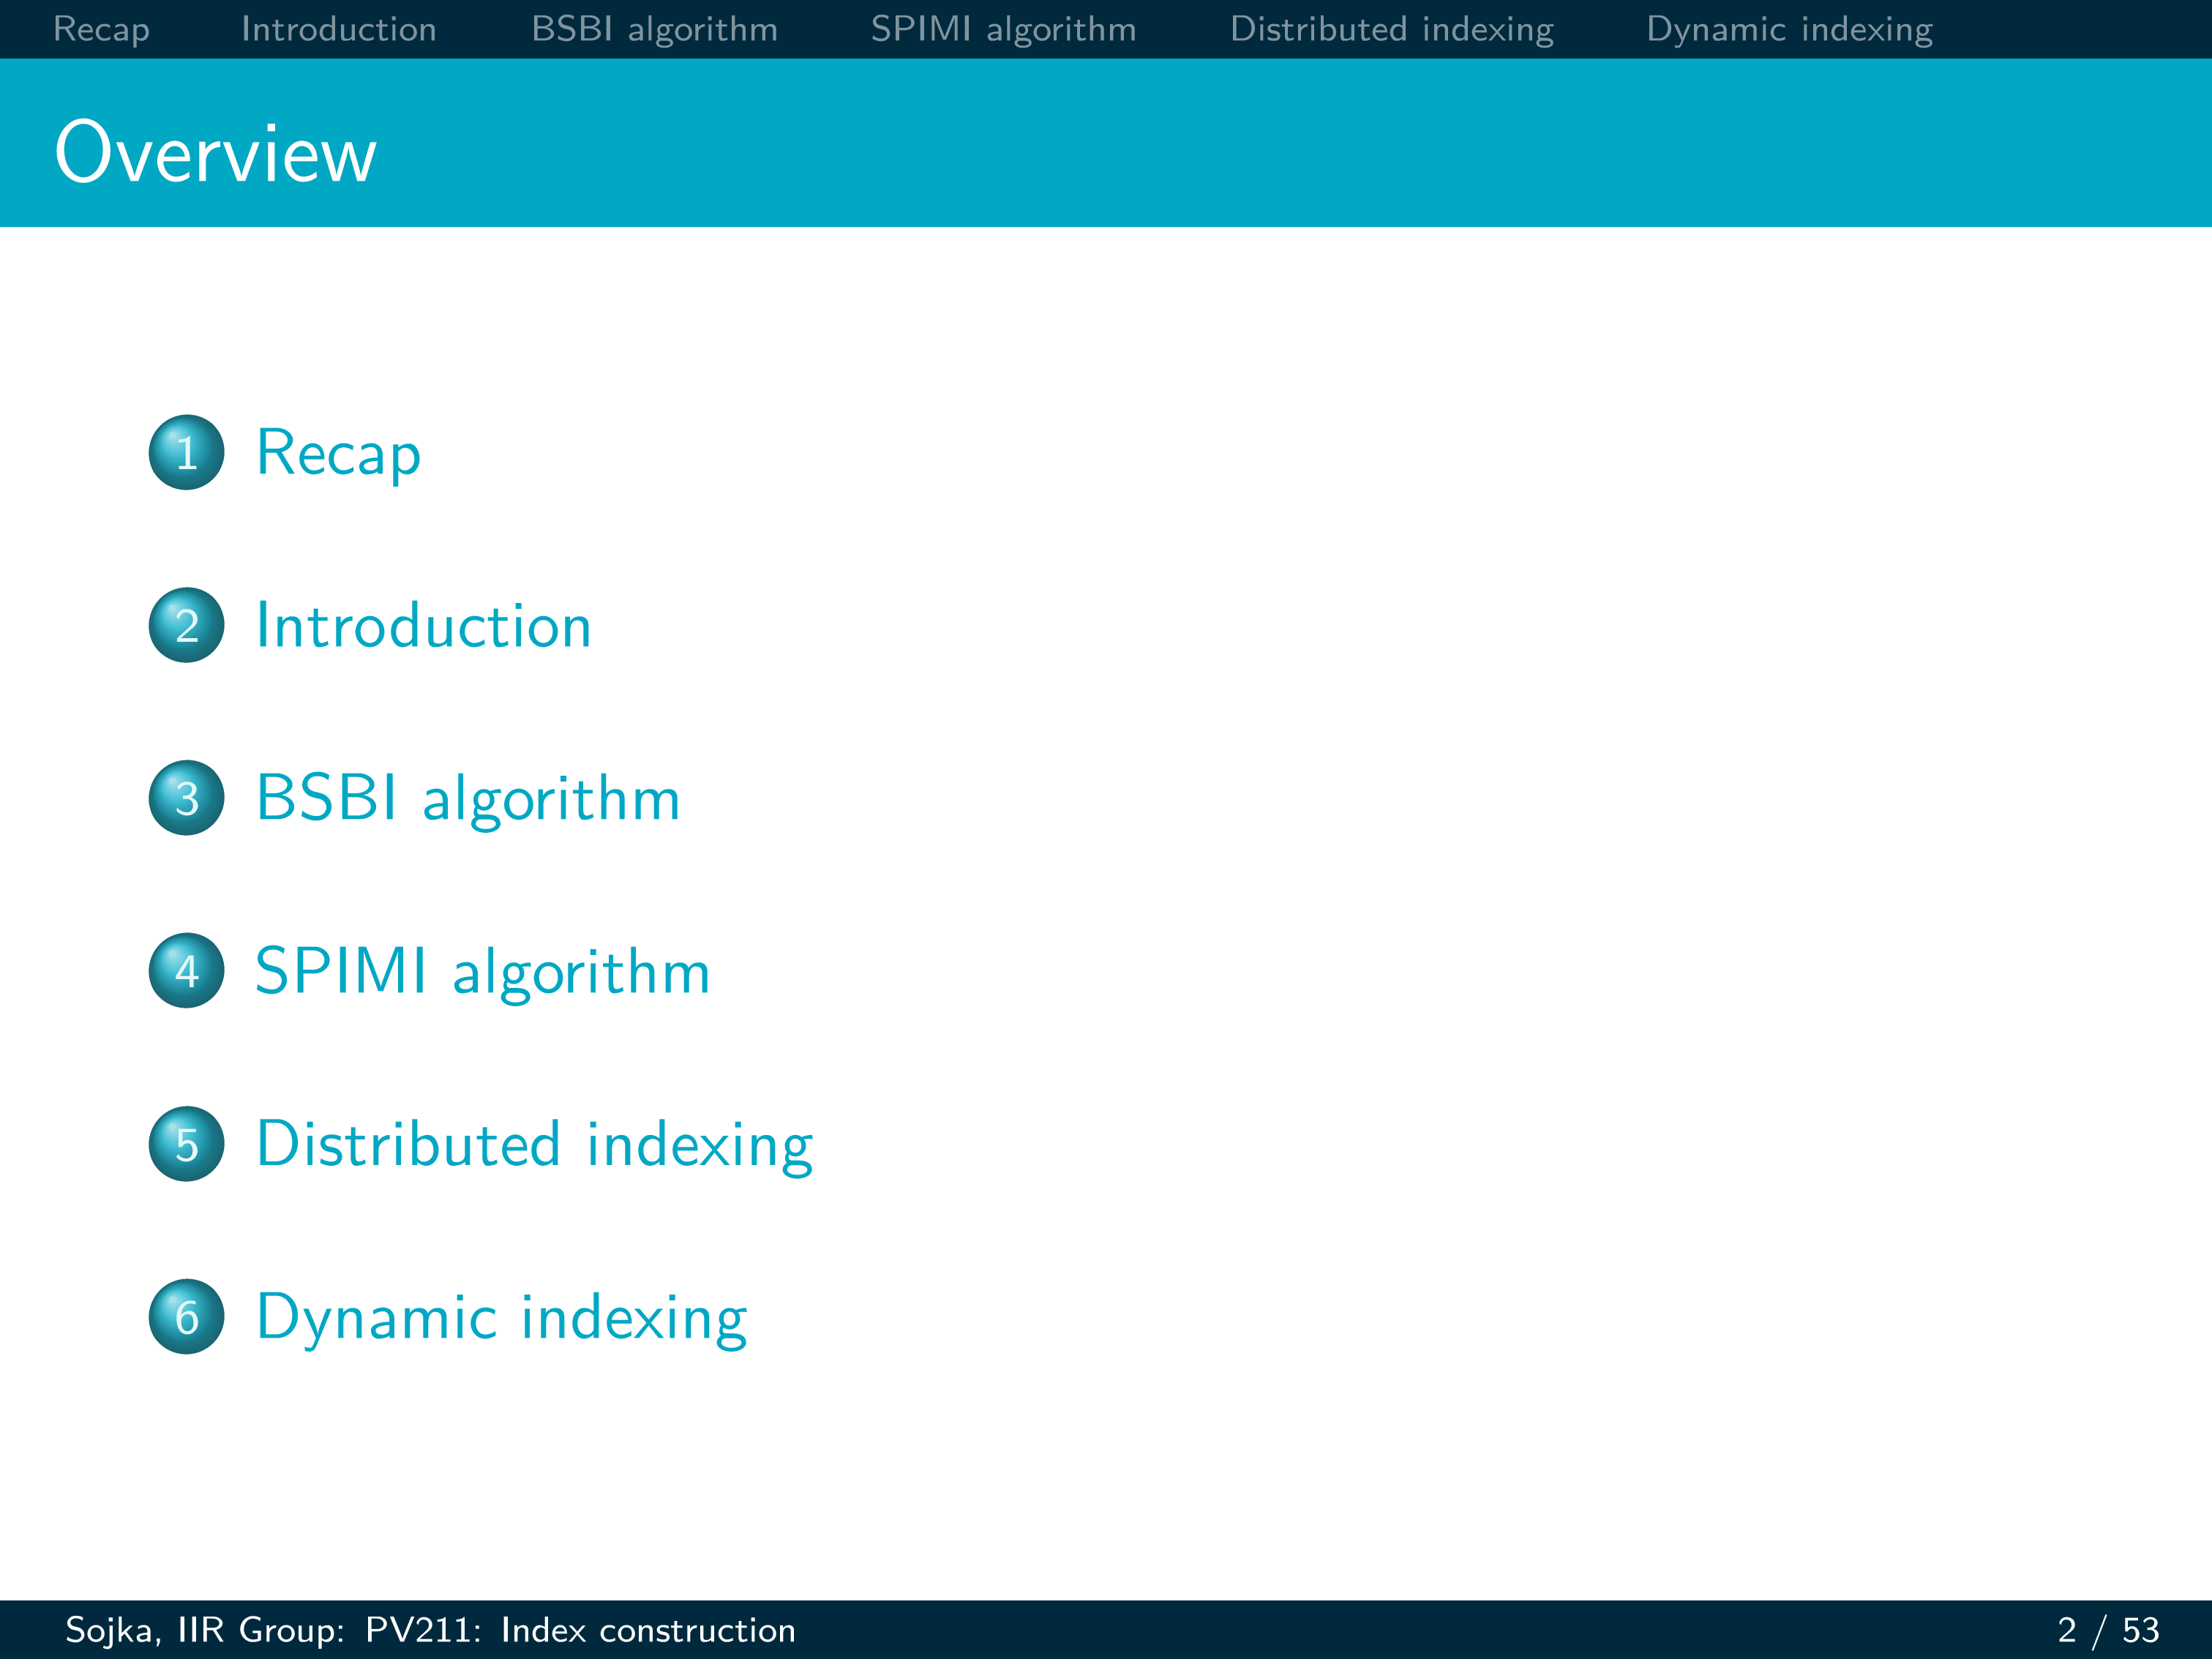 Recap Introduction BSBI algorithm SPIMI algorithm Distributed indexing Dynamic indexing
Overview
1 Recap
2 Introduction
3 BSBI algorithm
4 SPIMI algorithm
5 Distributed indexing
6 Dynamic indexing
Sojka, IIR Group: PV211: Index construction 2 / 53